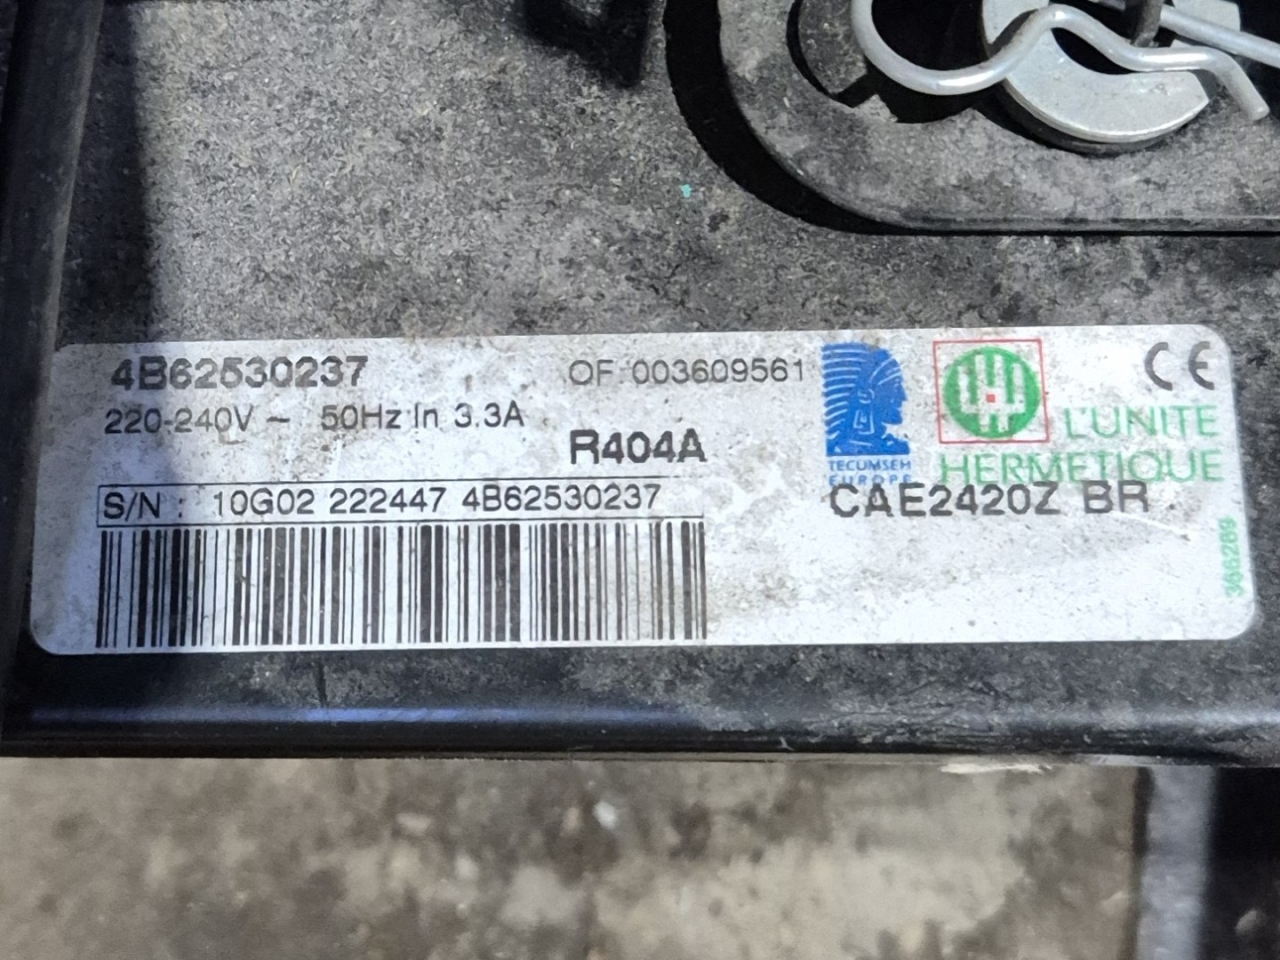 4B62530237
OF: 003609561
220-240V ~ 50Hz In 3.3A
R404A
S/N : 10G02 222447 4B62530237
TECUMSEH
EUROPE
L'UNITE
HERMETIQUE
CE
CAE2420Z BR
366289